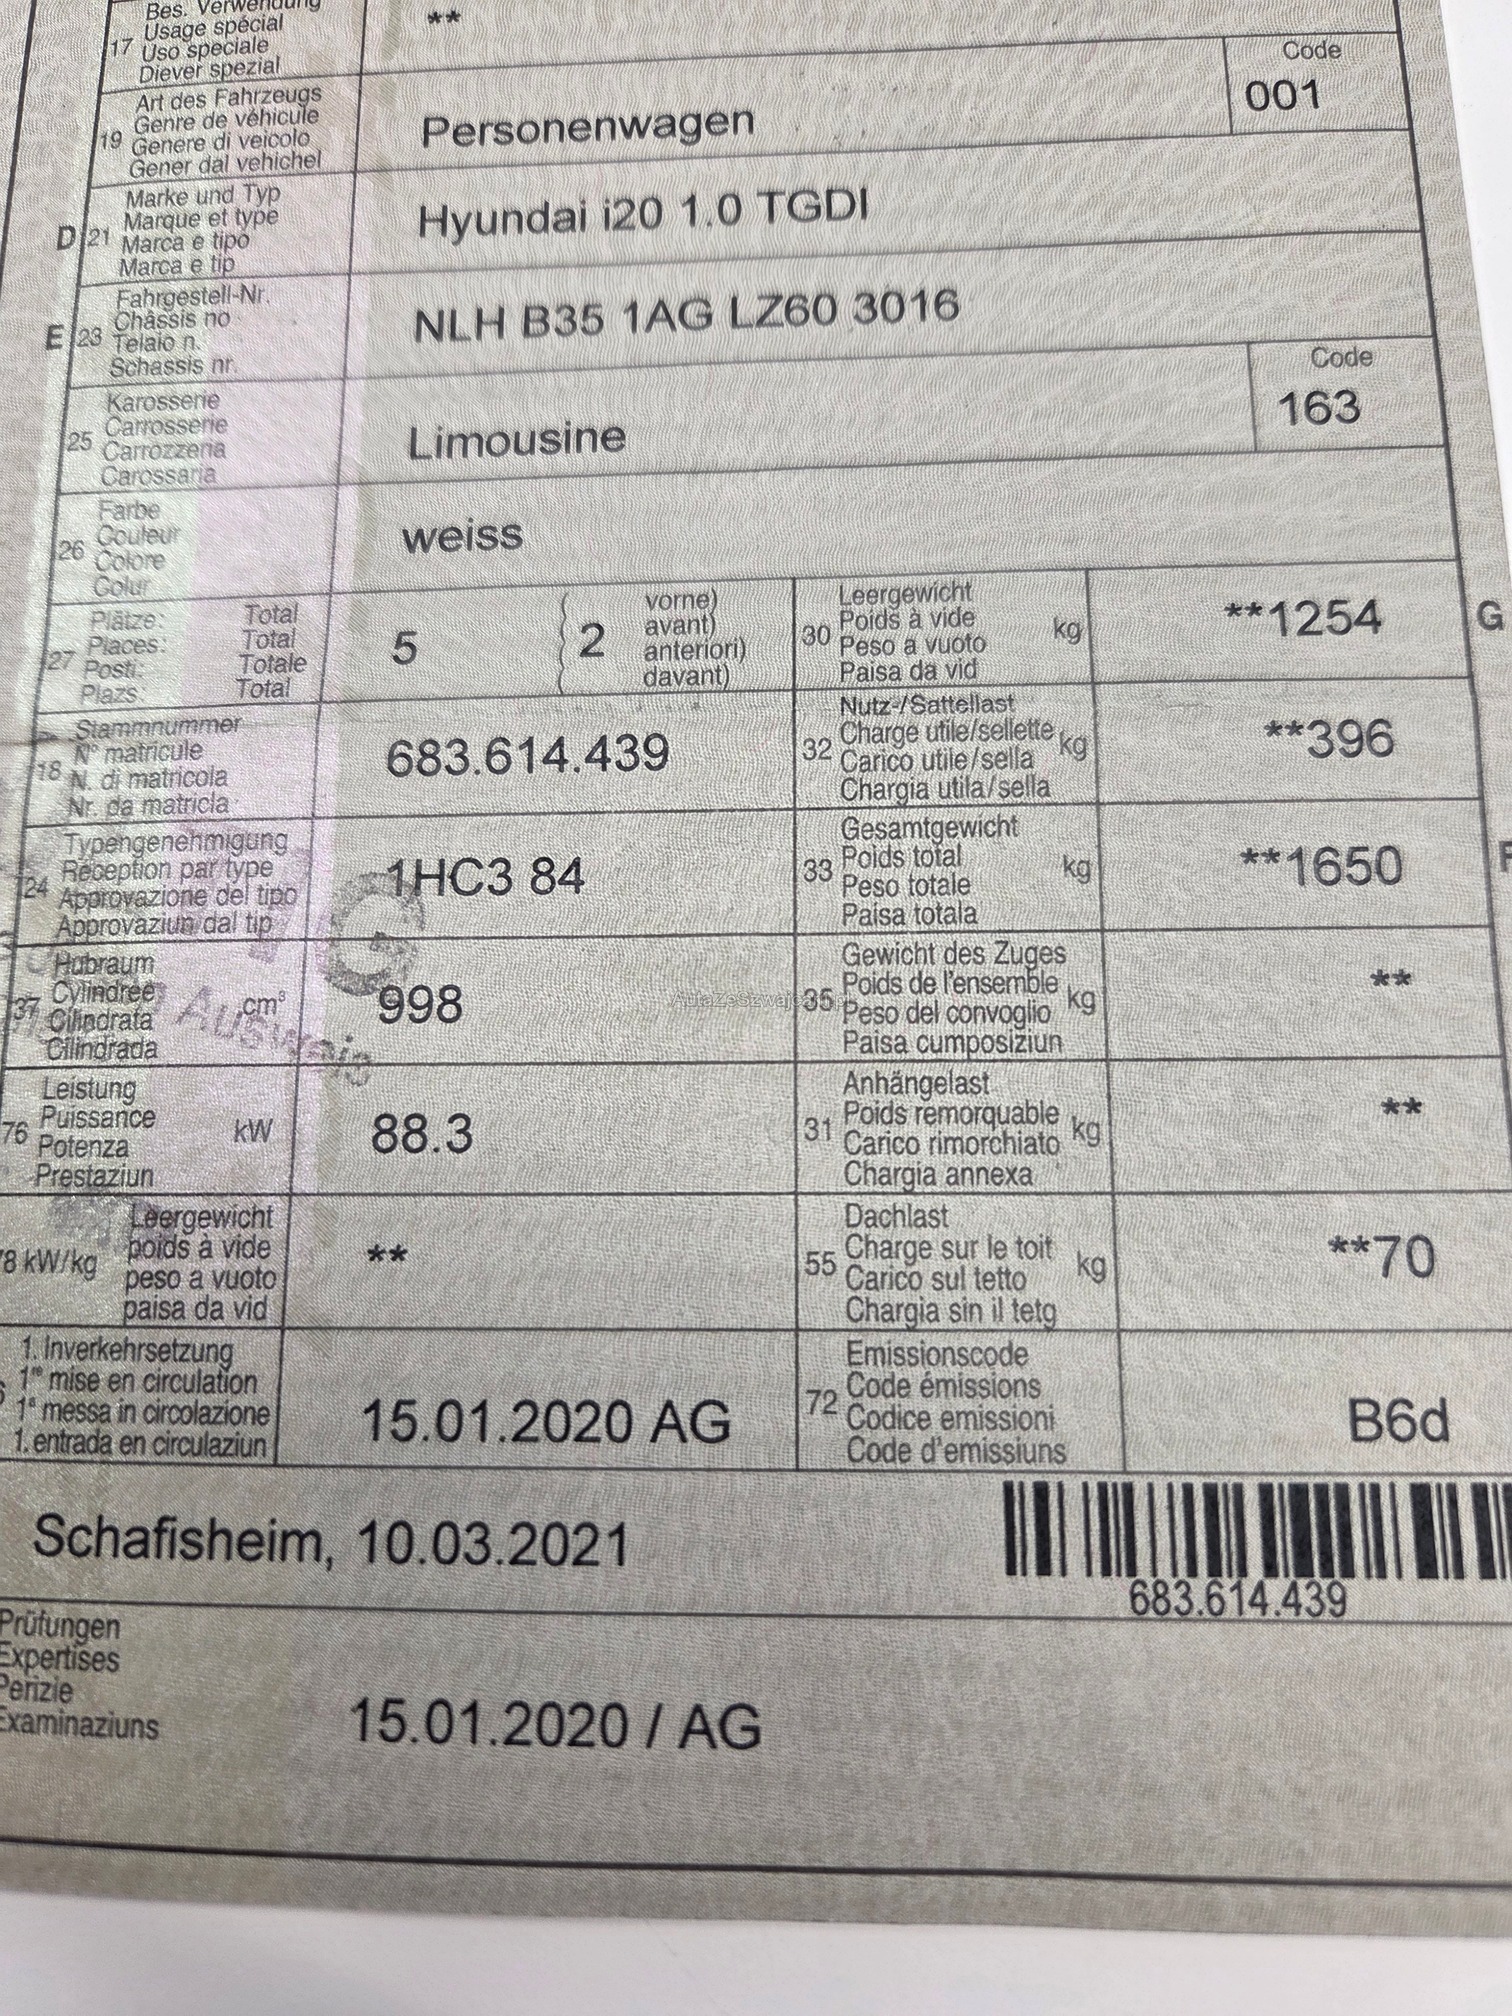 Bes. Verwendung
Usage spécial
17 Uso speciale
Diever spezial
**
Art des Fahrzeugs
19 Genre de véhicule
Genere di veicolo
Gener dal vehichel
Personenwagen
Code
001
Marke und Typ
D 21 Marque et type
Marca e tipo
Marca e tip
Hyundai i20 1.0 TGDI
Fahrgestell-Nr.
E 23 Châssis no
Telaio n.
Schassis nr.
NLH B35 1AG LZ60 3016
Karosserie
25 Carrosserie
Carrozzeria
Carossaria
Limousine
Code
163
Farbe
26 Couleur
Colore
Colur
weiss
Plätze: Total
27 Places: Total
Posti: Totale
Plazs: Total
5
2
vorne)
avant)
anteriori)
davant)
Leergewicht
30 Poids à vide
Peso a vuoto
Paisa da vid
kg
**1254
G
Stammnummer
18 N° matricule
N. di matricola
Nr. da matricla
683.614.439
Nutz-/Sattellast
32 Charge utile/sellette
Carico utile/sella
Chargia utila/sella
kg
**396
Typengenehmigung
24 Réception par type
Approvazione del tipo
Approvaziun dal tip
1HC3 84
Gesamtgewicht
33 Poids total
Peso totale
Paisa totala
kg
**1650
Hubraum
37 Cylindrée
Cilindrata
Cilindrada
cm³
998
Ausweis
Gewicht des Zuges
35 Poids de l'ensemble
Peso del convoglio
Paisa cumposiziun
kg
**
Leistung
76 Puissance
Potenza
Prestaziun
kW
88.3
Anhängelast
31 Poids remorquable
Carico rimorchiato
Chargia annexa
kg
**
8 kW/kg
Leergewicht
poids à vide
peso a vuoto
paisa da vid
**
Dachlast
55 Charge sur le toit
Carico sul tetto
Chargia sin il tetg
kg
**70
1. Inverkehrsetzung
1re mise en circulation
1a messa in circolazione
1. entrada en circulaziun
15.01.2020 AG
Emissionscode
72 Code émissions
Codice emissioni
Code d'emissiuns
B6d
Schafisheim, 10.03.2021
683.614.439
Prüfungen
Expertises
Perizie
Examinaziuns
15.01.2020 / AG